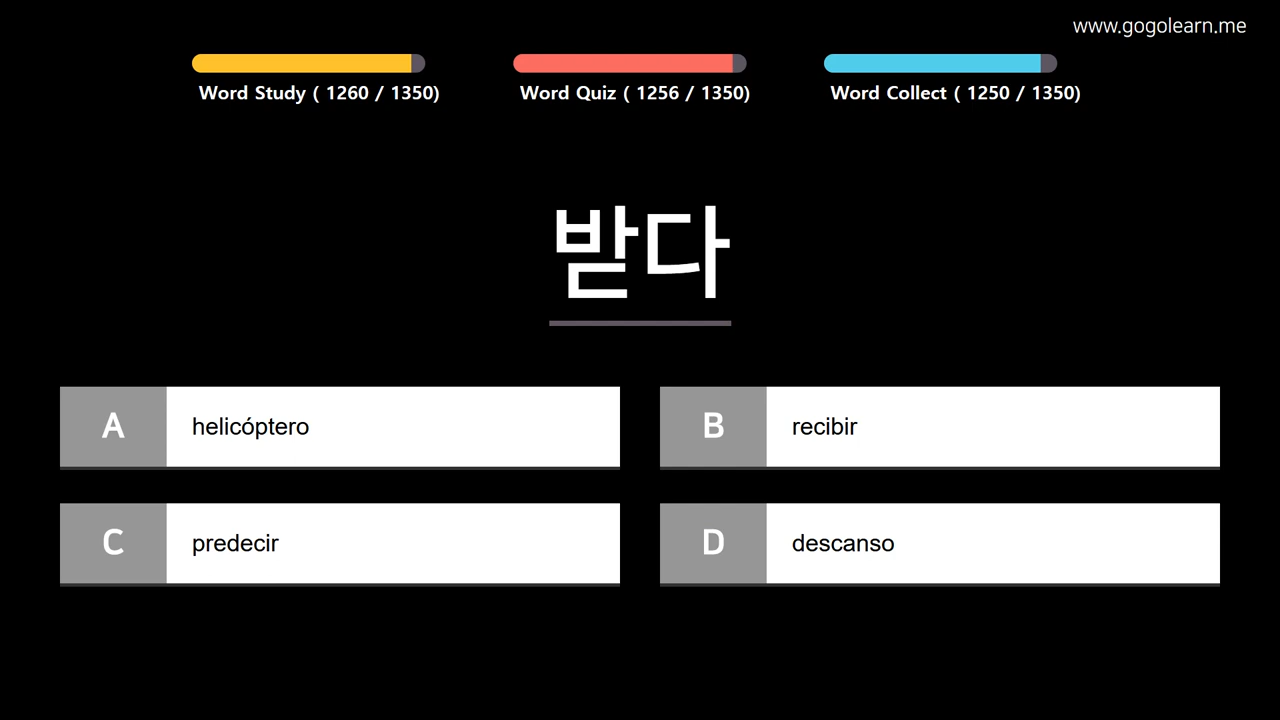 www.gogolearn.me
Word Study ( 1260 / 1350)
Word Quiz ( 1256 / 1350)
Word Collect ( 1250 / 1350)
받다
A helicóptero
B recibir
C predecir
D descanso